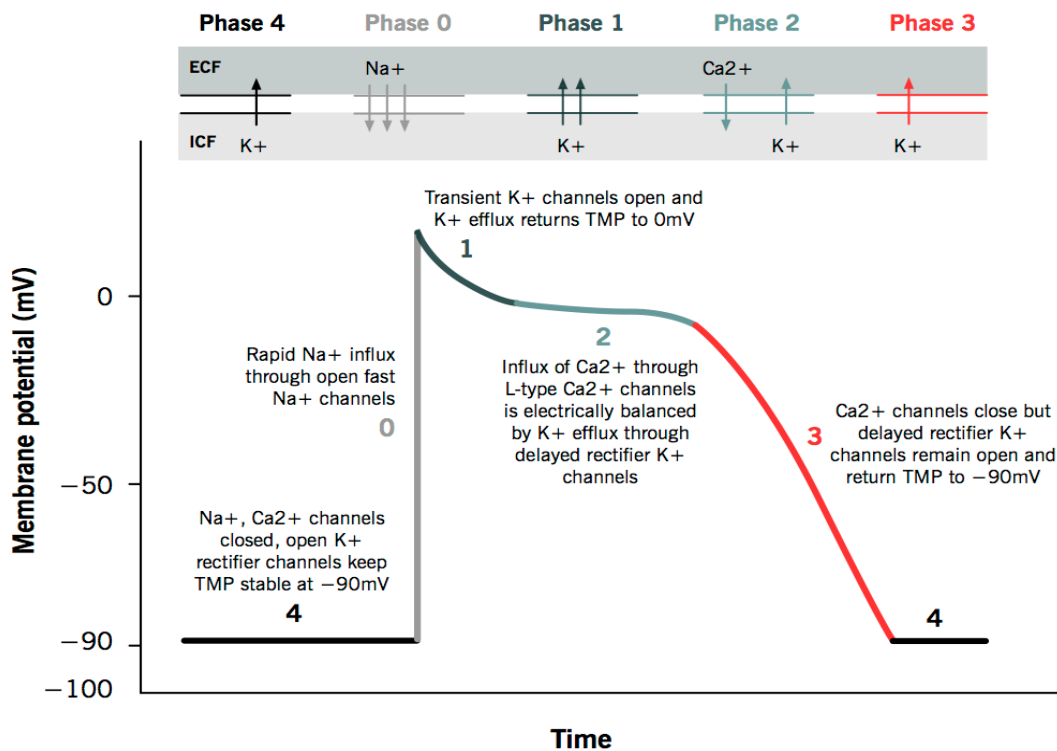 Phase 4 Phase 0 Phase 1 Phase 2 Phase 3
ECF Na+ Ca2+
ICF K+ K+ K+ K+
Transient K+ channels open and
K+ efflux returns TMP to 0mV
1
0
2
Rapid Na+ influx
through open fast
Na+ channels
0
Influx of Ca2+ through
L-type Ca2+ channels
is electrically balanced
by K+ efflux through
delayed rectifier K+
channels
3
Ca2+ channels close but
delayed rectifier K+
channels remain open and
return TMP to −90mV
−50
Na+, Ca2+ channels
closed, open K+
rectifier channels keep
TMP stable at −90mV
4
4
−90
−100
Membrane potential (mV)
Time